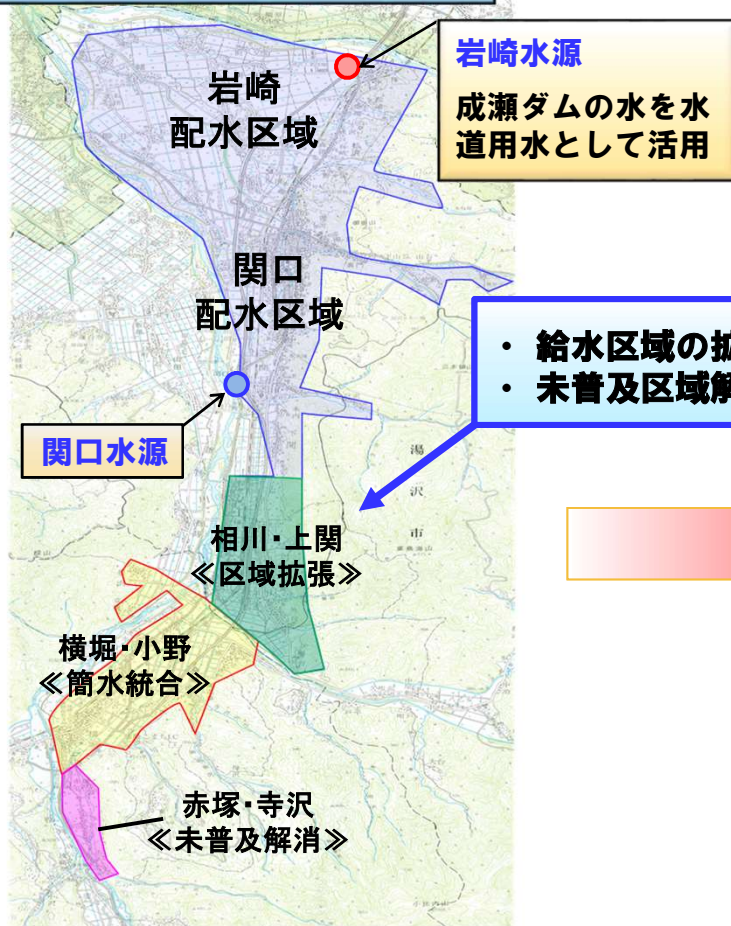 岩崎
配水区域
岩崎水源
成瀬ダムの水を水
道用水として活用
関口
配水区域
・ 給水区域の拡
・ 未普及区域解
関口水源
湯
沢
市
相川・上関
≪区域拡張≫
横堀・小野
≪簡水統合≫
赤塚・寺沢
≪未普及解消≫